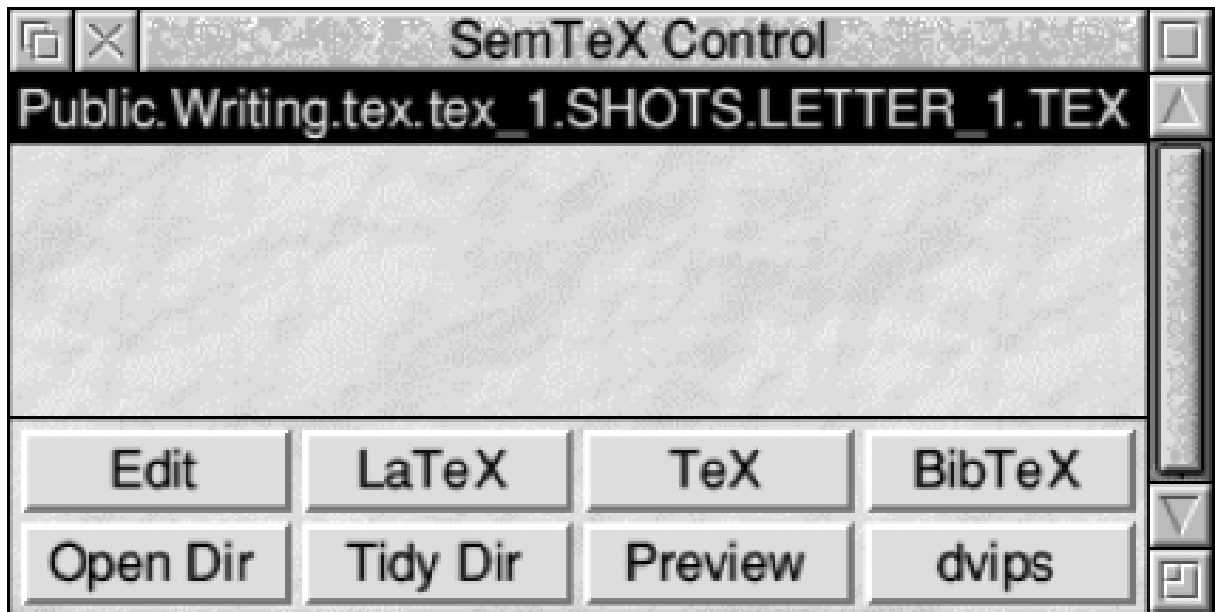 SemTeX Control
Public.Writing.tex.tex_1.SHOTS.LETTER_1.TEX
Edit LaTeX TeX BibTeX
Open Dir Tidy Dir Preview dvips